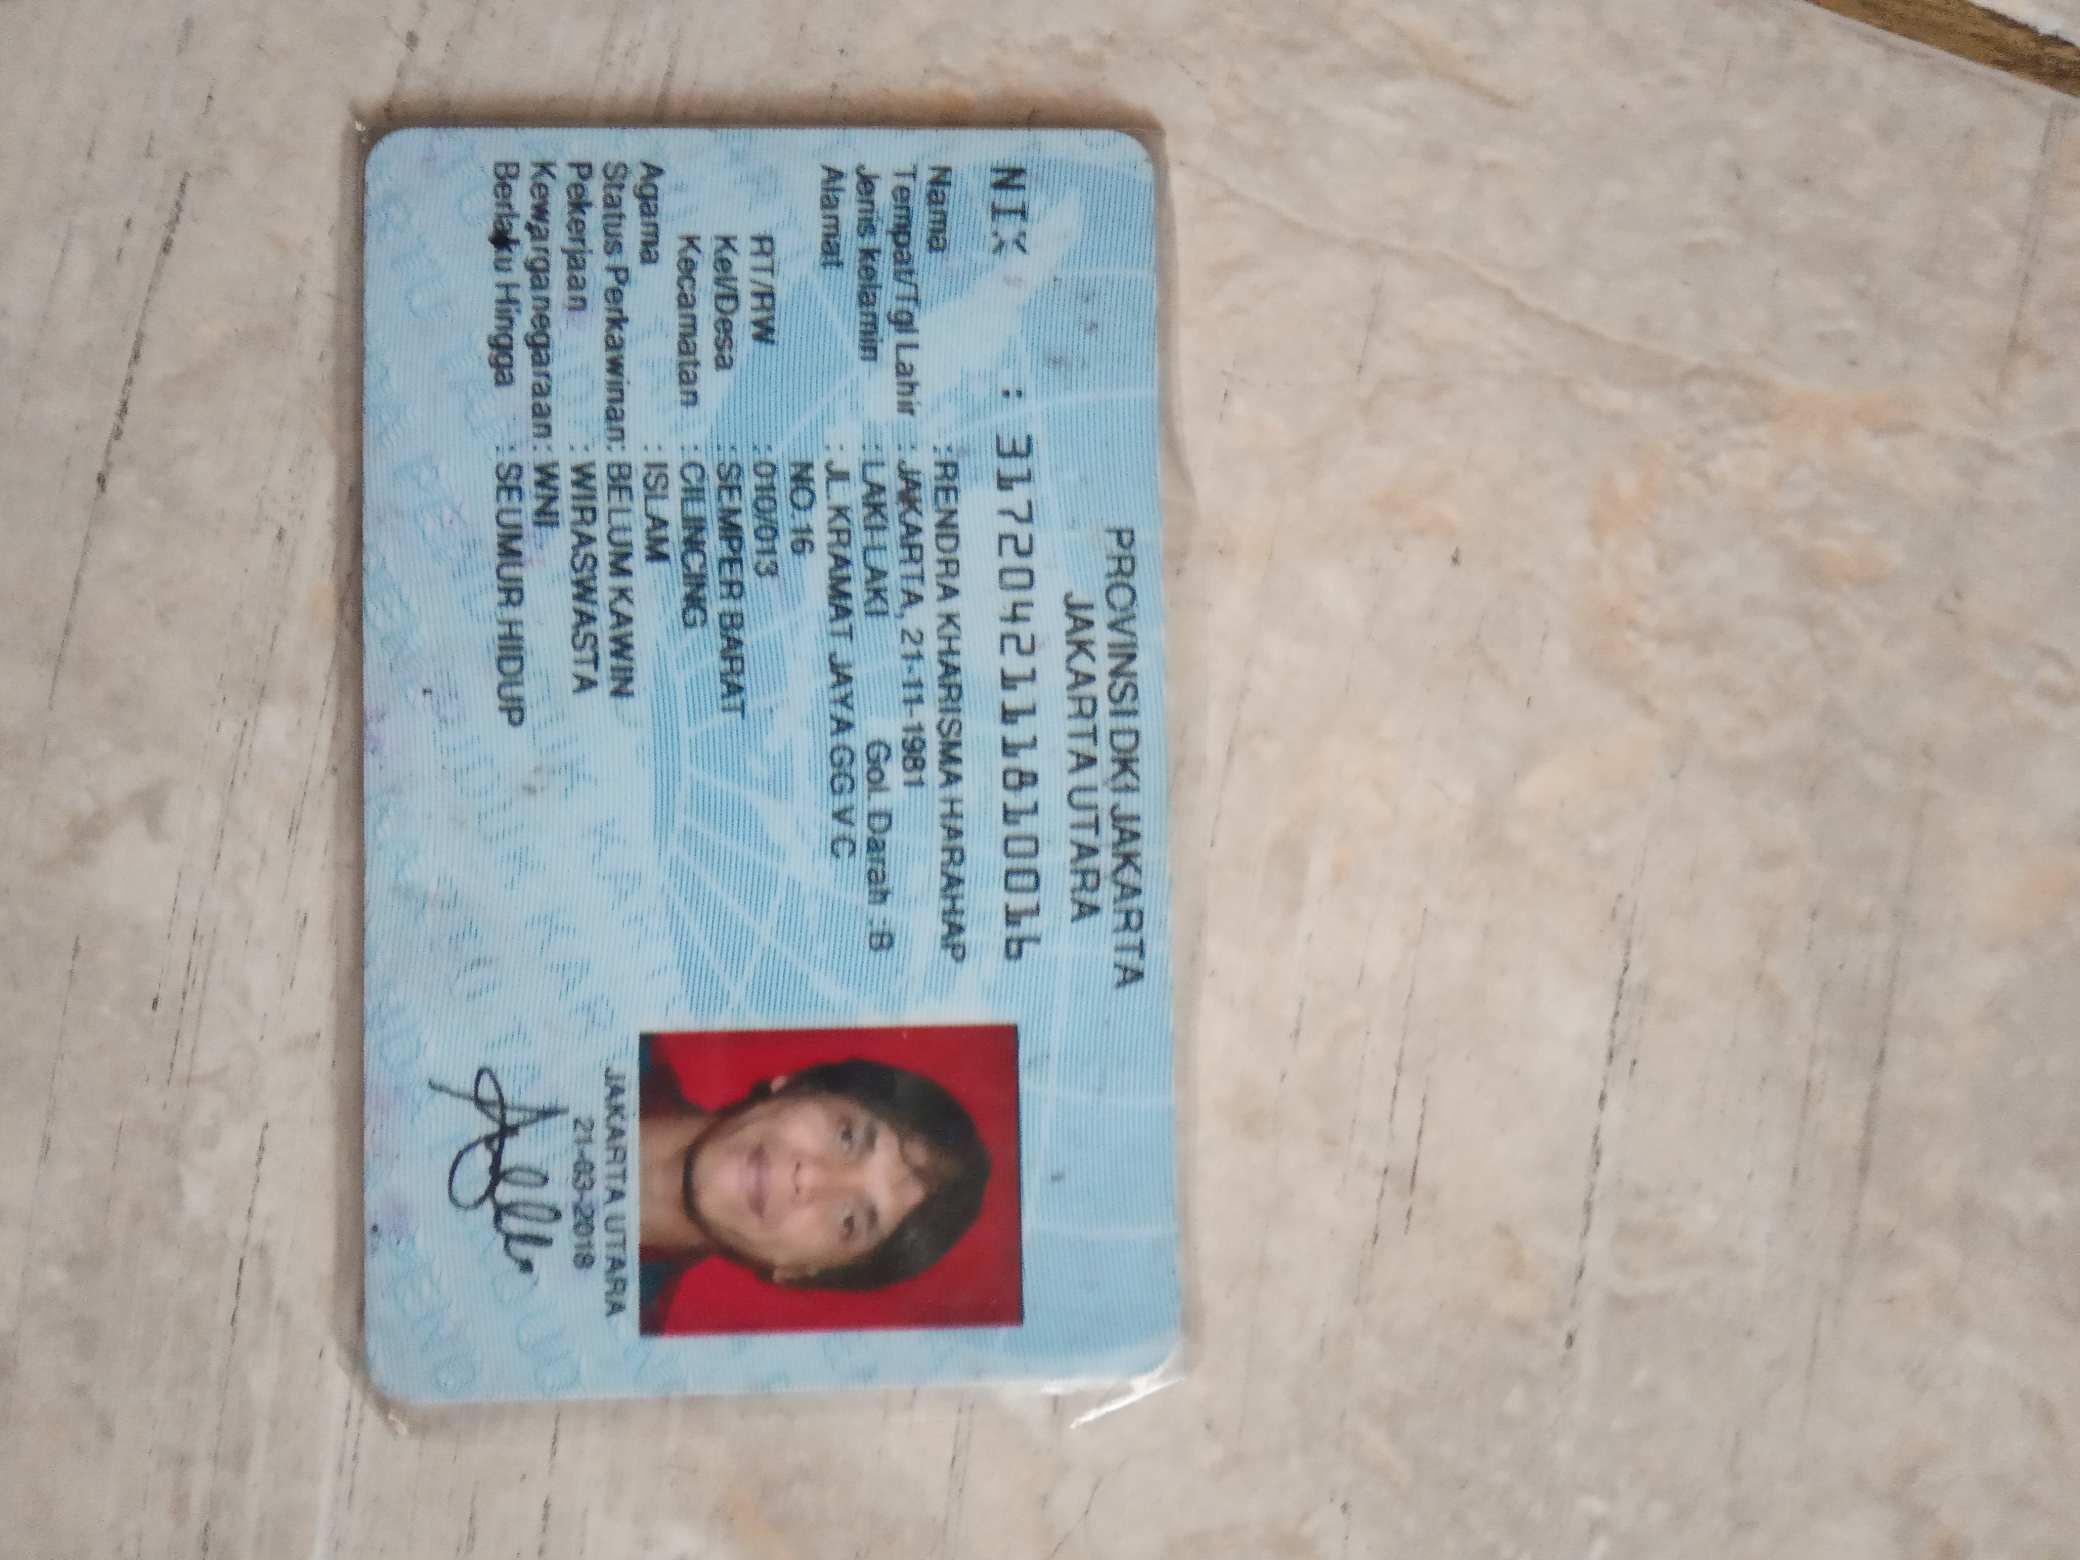 PROVINSI DKI JAKARTA
JAKARTA UTARA
NIK : 3172042111810016
Nama : RENDRA KHARISMA HARAHAP
Tempat/Tgl Lahir : JAKARTA, 21-11-1981
Jenis kelamin : LAKI-LAKI Gol. Darah : B
Alamat : JL.KRAMAT JAYA GG V C
NO.16
RT/RW : 010/013
Kel/Desa : SEMPER BARAT
Kecamatan : CILINCING
Agama : ISLAM
Status Perkawinan: BELUM KAWIN
Pekerjaan : WIRASWASTA
Kewarganegaraan : WNI
Berlaku Hingga : SEUMUR HIDUP
JAKARTA UTARA
21-03-2018